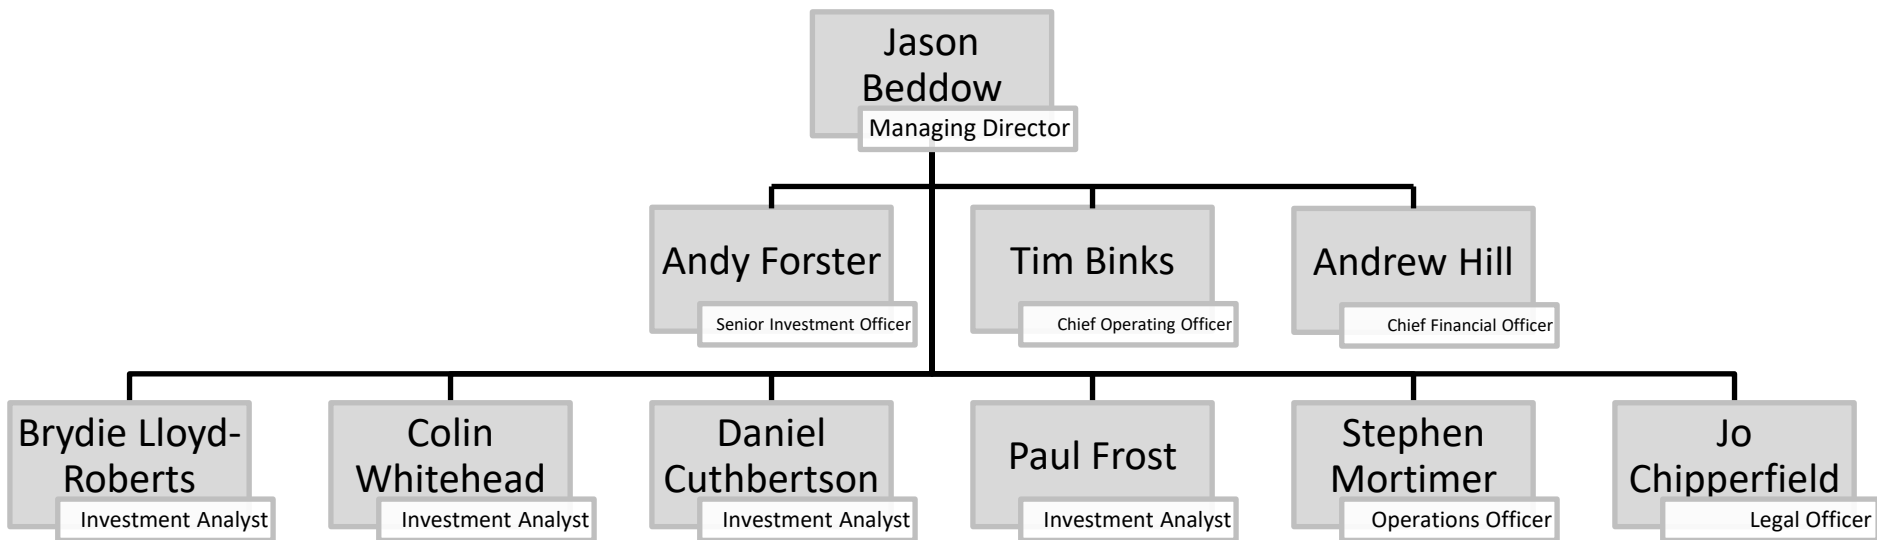 Jason
Beddow
Managing Director
Andy Forster
Senior Investment Officer
Tim Binks
Chief Operating Officer
Andrew Hill
Chief Financial Officer
Brydie Lloyd-
Roberts
Investment Analyst
Colin
Whitehead
Investment Analyst
Daniel
Cuthbertson
Investment Analyst
Paul Frost
Investment Analyst
Stephen
Mortimer
Operations Officer
Jo
Chipperfield
Legal Officer